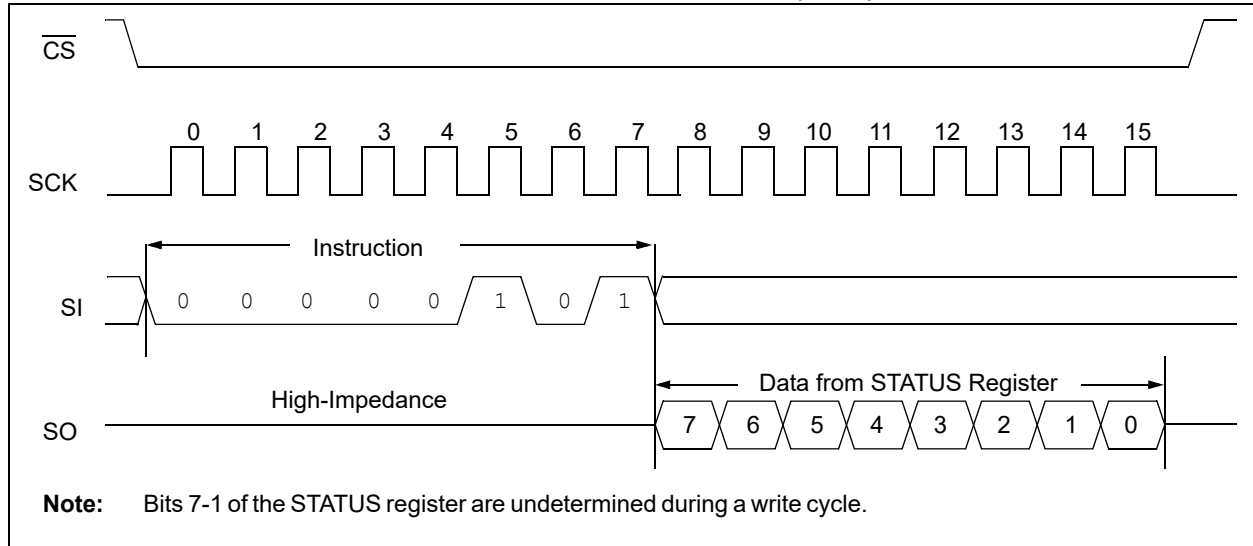 CS
0 1 2 3 4 5 6 7 8 9 10 11 12 13 14 15
SCK
Instruction
SI 0 0 0 0 0 1 0 1
Data from STATUS Register
High-Impedance
SO 7 6 5 4 3 2 1 0
Note: Bits 7-1 of the STATUS register are undetermined during a write cycle.